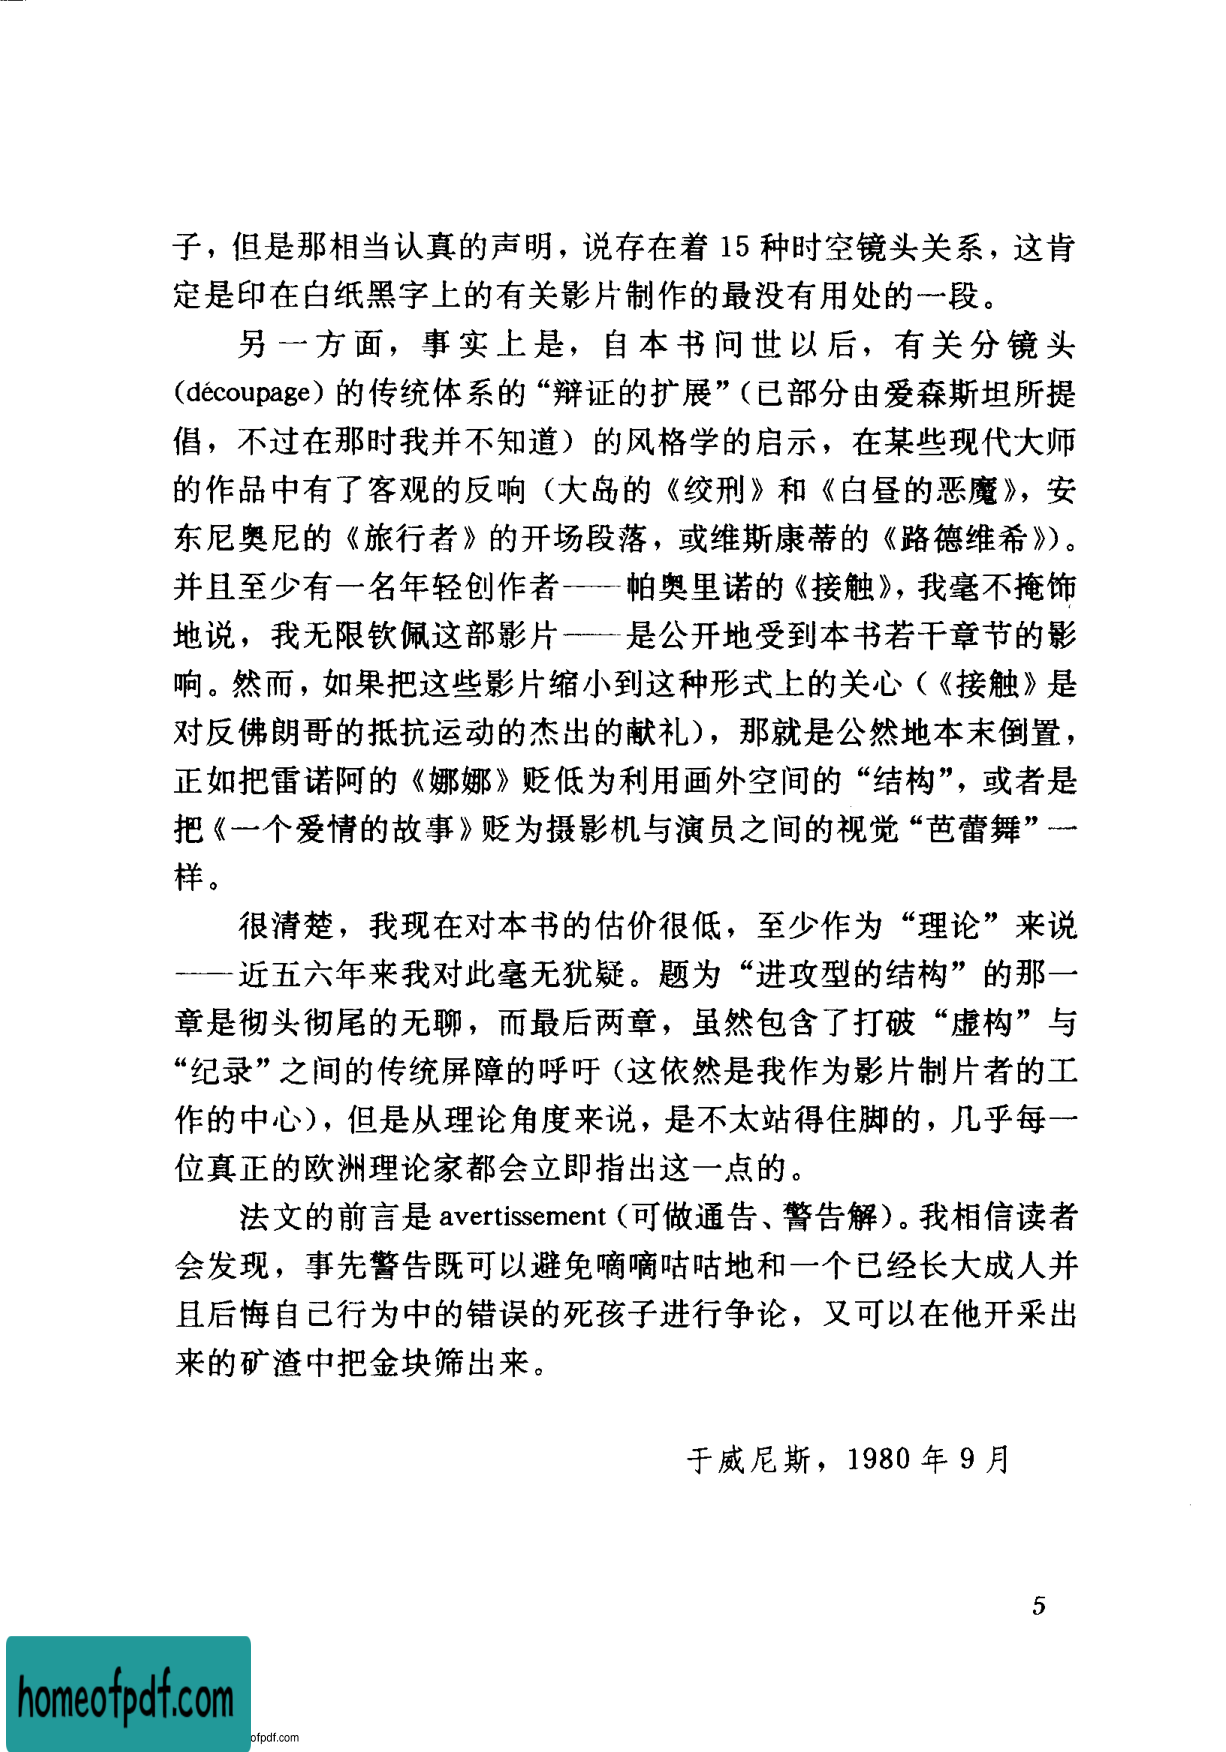 子，但是那相当认真的声明，说存在着 15 种时空镜头关系，这肯
定是印在白纸黑字上的有关影片制作的最没有用处的一段。
另一方面，事实上是，自本书问世以后，有关分镜头
(découpage) 的传统体系的“辩证的扩展”（已部分由爱森斯坦所提
倡，不过在那时我并不知道）的风格学的启示，在某些现代大师
的作品中有了客观的反响（大岛的《绞刑》和《白昼的恶魔》，安
东尼奥尼的《旅行者》的开场段落，或维斯康蒂的《路德维希》）。
并且至少有一名年轻创作者——帕奥里诺的《接触》，我毫不掩饰
地说，我无限钦佩这部影片——是公开地受到本书若干章节的影
响。然而，如果把这些影片缩小到这种形式上的关心（《接触》是
对反佛朗哥的抵抗运动的杰出的献礼），那就是公然地本末倒置，
正如把雷诺阿的《娜娜》贬低为利用画外空间的“结构”，或者是
把《一个爱情的故事》贬为摄影机与演员之间的视觉“芭蕾舞”一
样。
很清楚，我现在对本书的估价很低，至少作为“理论”来说
——近五六年来我对此毫无犹疑。题为“进攻型的结构”的那一
章是彻头彻尾的无聊，而最后两章，虽然包含了打破“虚构”与
“纪录”之间的传统屏障的呼吁（这依然是我作为影片制片者的工
作的中心），但是从理论角度来说，是不太站得住脚的，几乎每一
位真正的欧洲理论家都会立即指出这一点的。
法文的前言是 avertissement（可做通告、警告解）。我相信读者
会发现，事先警告既可以避免嘀嘀咕咕地和一个已经长大成人并
且后悔自己行为中的错误的死孩子进行争论，又可以在他开采出
来的矿渣中把金块筛出来。
于威尼斯，1980 年 9 月
5
homeofpdf.com
ofpdf.com